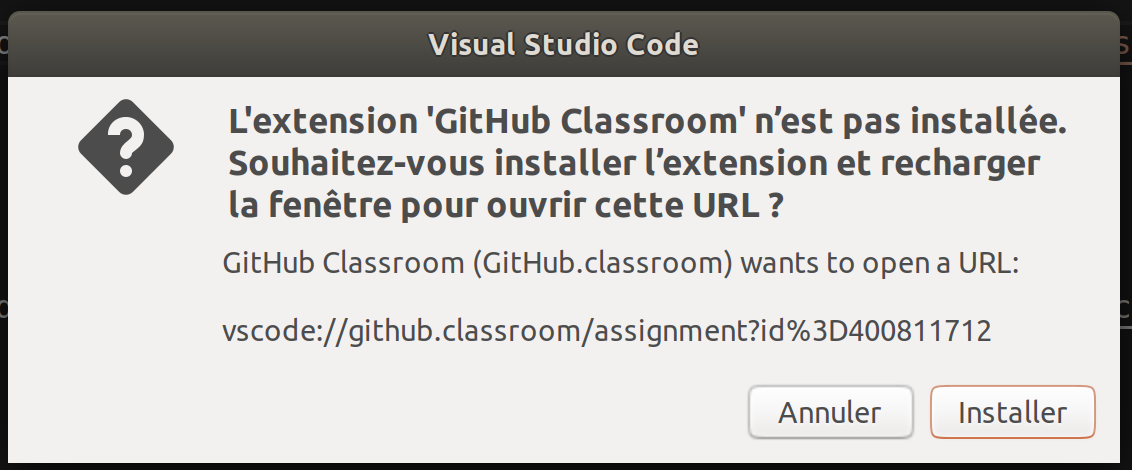 Visual Studio Code
L'extension 'GitHub Classroom' n’est pas installée.
Souhaitez-vous installer l’extension et recharger
la fenêtre pour ouvrir cette URL ?
GitHub Classroom (GitHub.classroom) wants to open a URL:
vscode://github.classroom/assignment?id%3D400811712
Annuler
Installer